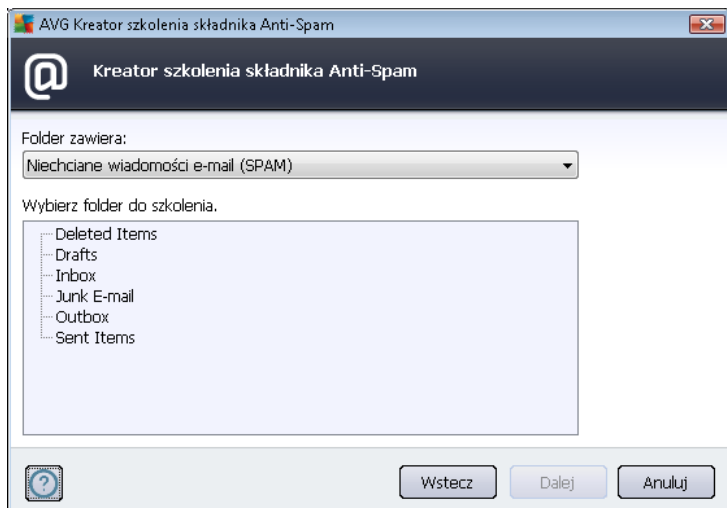 AVG Kreator szkolenia składnika Anti-Spam
Kreator szkolenia składnika Anti-Spam
Folder zawiera:
Niechciane wiadomości e-mail (SPAM)
Wybierz folder do szkolenia.
Deleted Items
Drafts
Inbox
Junk E-mail
Outbox
Sent Items
Wstecz Dalej Anuluj